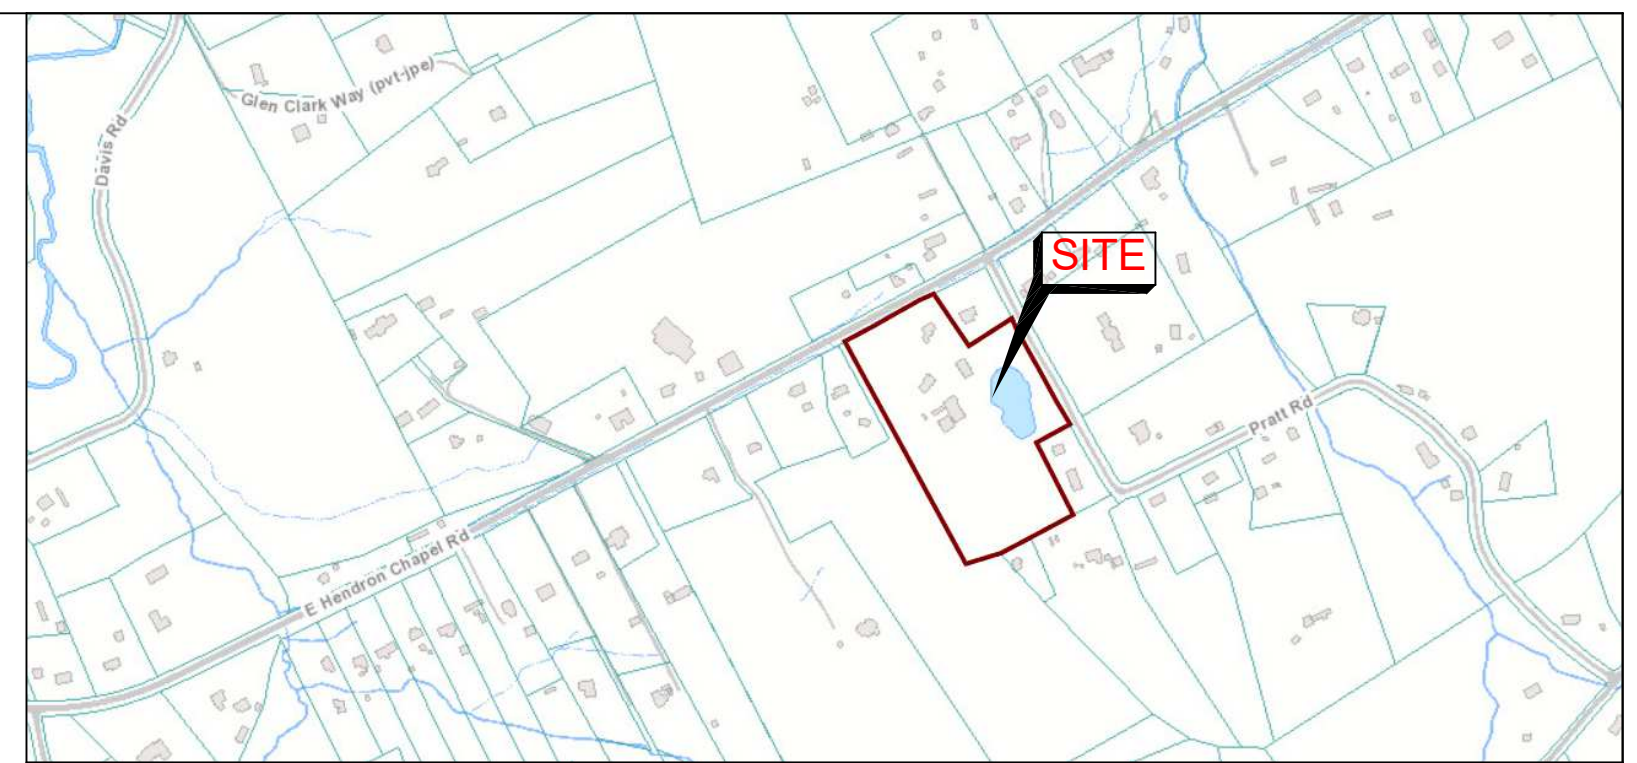 Glen Clark Way (pvt-jpe)
Davis Rd
SITE
Pratt Rd
E Hendron Chapel Rd